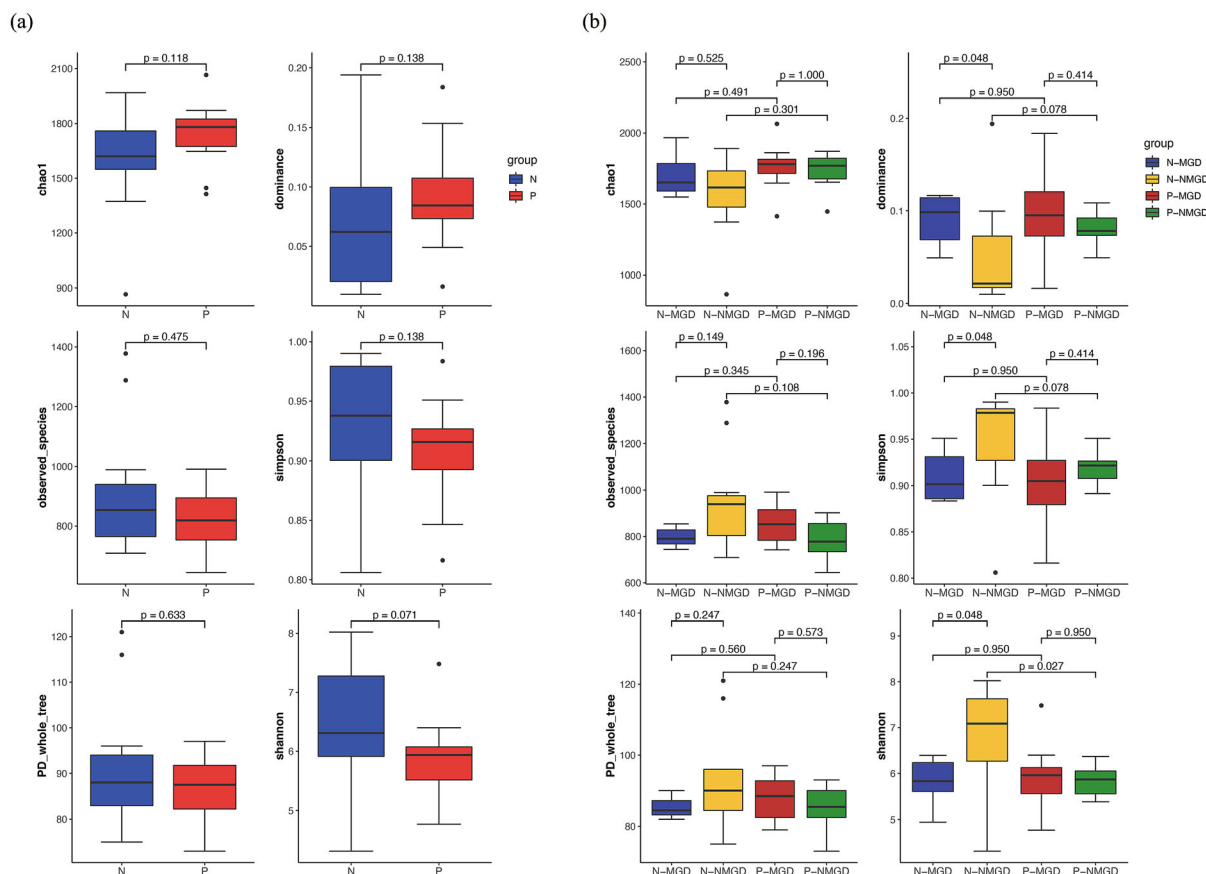 (a)
p = 0.118
2100
1800
1500
1200
900
chao1
N
P
p = 0.138
0.20
0.15
0.10
0.05
dominance
N
P
group
N
P
p = 0.475
1400
1200
1000
800
observed_species
N
P
p = 0.138
1.00
0.95
0.90
0.85
0.80
simpson
N
P
p = 0.633
120
110
100
90
80
PD_whole_tree
N
P
p = 0.071
8
7
6
5
shannon
N
P
(b)
p = 0.525
p = 1.000
p = 0.491
p = 0.301
2500
2000
1500
1000
chao1
N−MGD
N−NMGD
P−MGD
P−NMGD
p = 0.048
p = 0.414
p = 0.950
p = 0.078
0.2
0.1
0.0
dominance
N−MGD
N−NMGD
P−MGD
P−NMGD
group
N−MGD
N−NMGD
P−MGD
P−NMGD
p = 0.149
p = 0.196
p = 0.345
p = 0.108
1600
1400
1200
1000
800
600
observed_species
N−MGD
N−NMGD
P−MGD
P−NMGD
p = 0.048
p = 0.414
p = 0.950
p = 0.078
1.05
1.00
0.95
0.90
0.85
0.80
simpson
N−MGD
N−NMGD
P−MGD
P−NMGD
p = 0.247
p = 0.573
p = 0.560
p = 0.247
140
120
100
80
PD_whole_tree
N−MGD
N−NMGD
P−MGD
P−NMGD
p = 0.048
p = 0.950
p = 0.950
p = 0.027
9
8
7
6
5
shannon
N−MGD
N−NMGD
P−MGD
P−NMGD